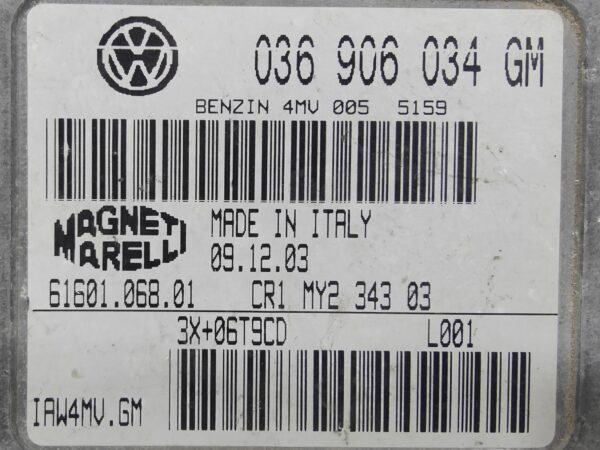 036 906 034 GM
BENZIN 4MV 005 5159
MAGNETI MARELLI
MADE IN ITALY
09.12.03
61601.068.01 CR1 MY2 343 03
3X+06T9CD L001
IAW4MV.GM